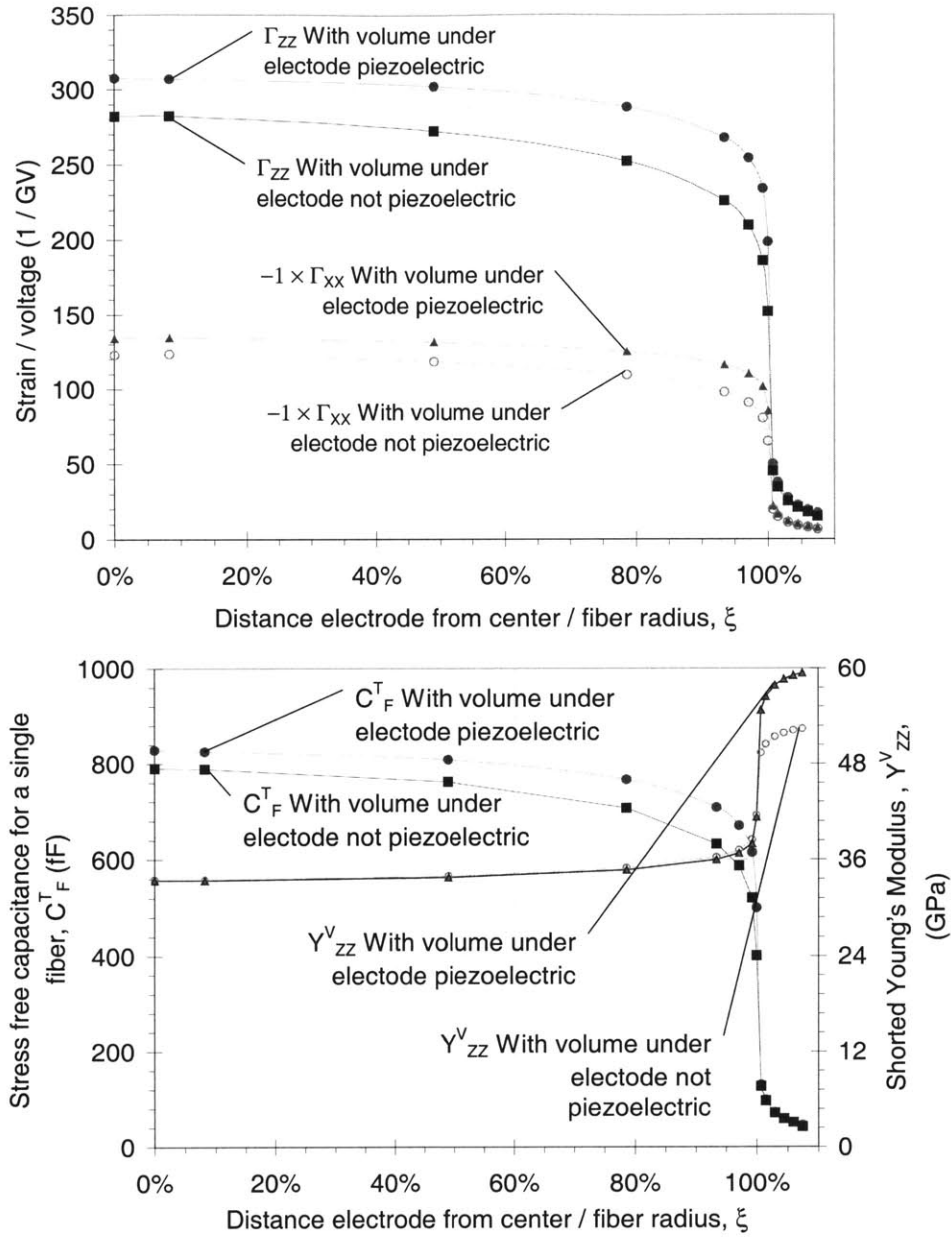 350
300
250
200
150
100
50
0
Strain / voltage (1 / GV)
Γ_ZZ With volume under
electode piezoelectric
Γ_ZZ With volume under
electode not piezoelectric
−1 × Γ_XX With volume under
electode piezoelectric
−1 × Γ_XX With volume under
electode not piezoelectric
0% 20% 40% 60% 80% 100%
Distance electrode from center / fiber radius, ξ
1000
800
600
400
200
0
Stress free capacitance for a single
fiber, C^T_F (fF)
C^T_F With volume under
electode piezoelectric
C^T_F With volume under
electode not piezoelectric
Y^V_ZZ With volume under
electode piezoelectric
Y^V_ZZ With volume under
electode not
piezoelectric
60
48
36
24
12
0
Shorted Young's Modulus , Y^V_ZZ,
(GPa)
0% 20% 40% 60% 80% 100%
Distance electrode from center / fiber radius, ξ